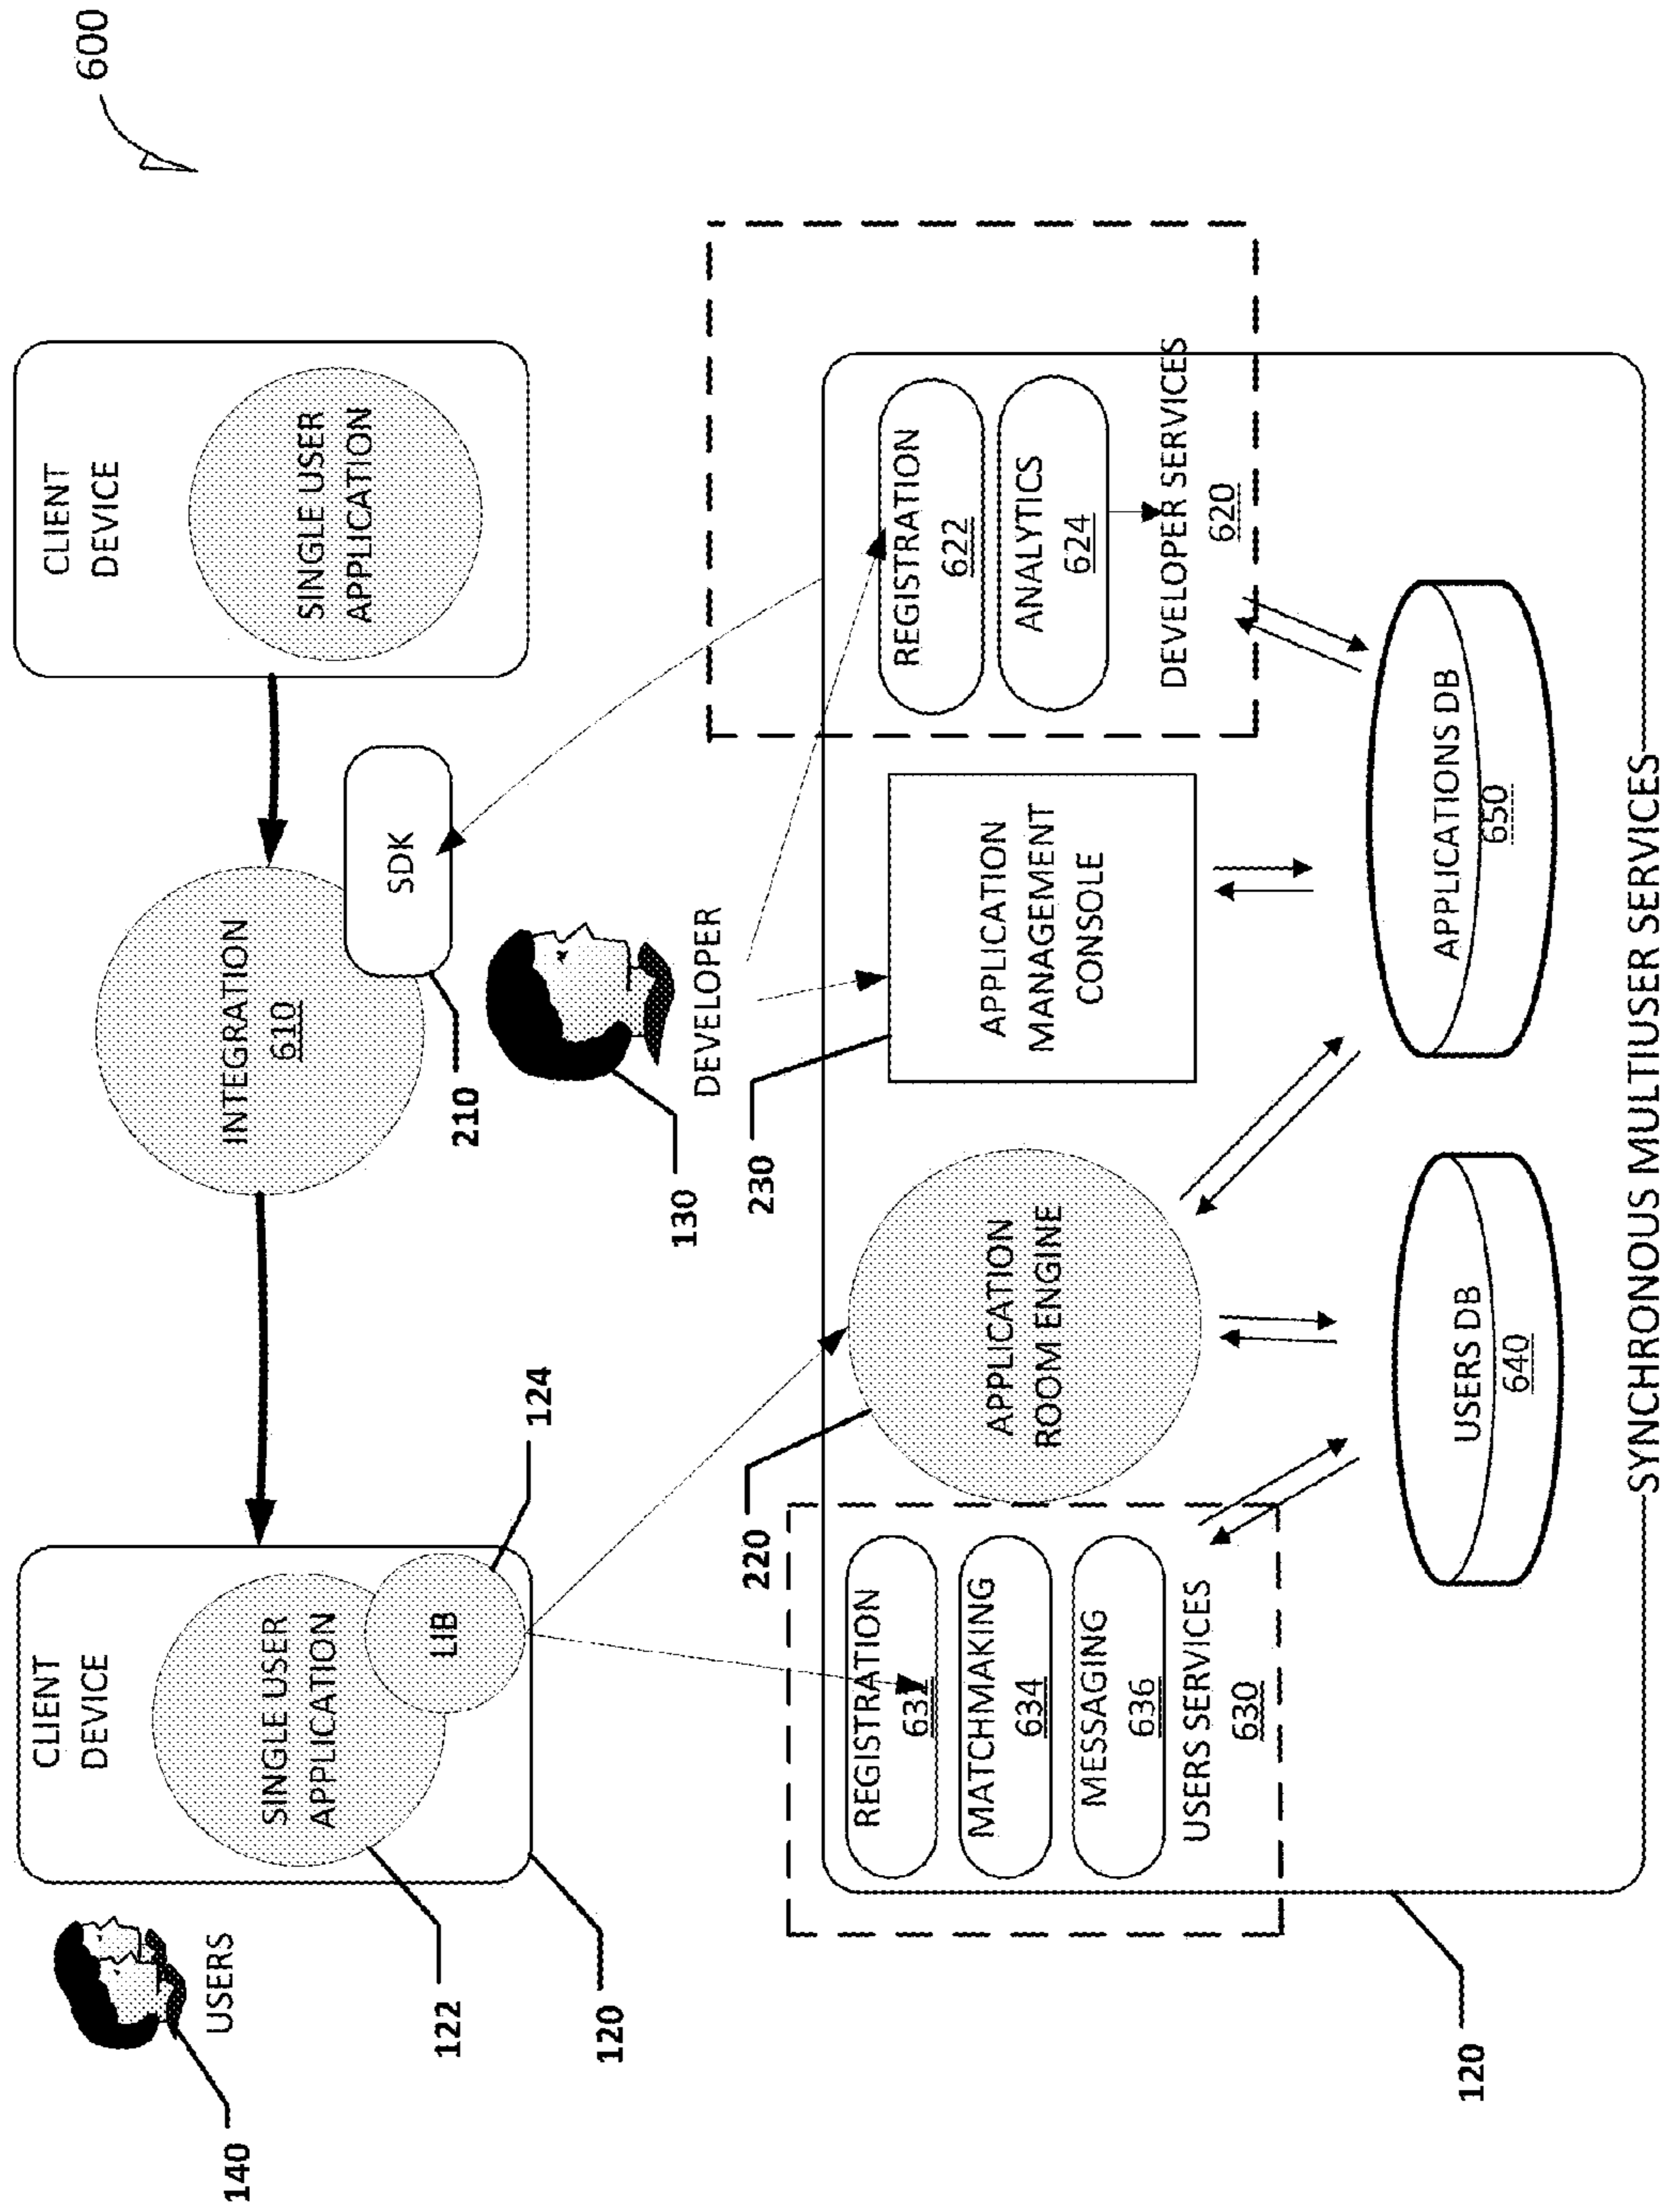 600
CLIENT
DEVICE
SINGLE USER
APPLICATION
INTEGRATION
610
SDK
210
CLIENT
DEVICE
SINGLE USER
APPLICATION
LIB
124
122
120
USERS
140
DEVELOPER
130
230
220
REGISTRATION
MATCHMAKING
634
MESSAGING
636
USERS SERVICES
630
APPLICATION
ROOM ENGINE
APPLICATION
MANAGEMENT
CONSOLE
REGISTRATION
622
ANALYTICS
624
DEVELOPER SERVICES
620
USERS DB
640
APPLICATIONS DB
650
SYNCHRONOUS MULTIUSER SERVICES
120